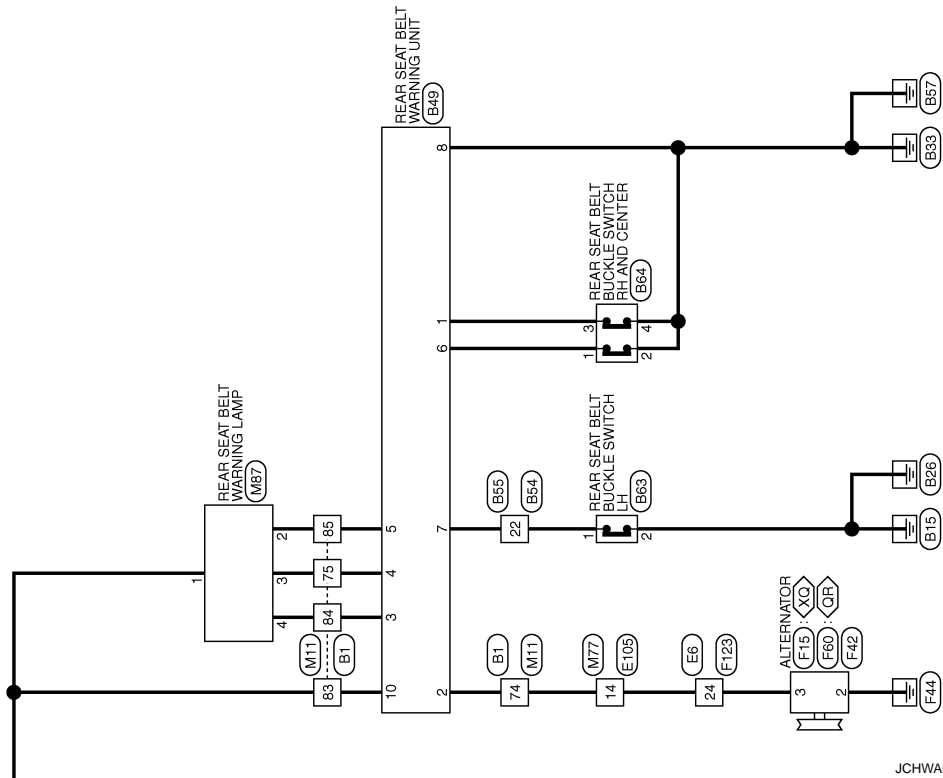 REAR SEAT BELT
WARNING UNIT
B49
8
B57
B33
REAR SEAT BELT
BUCKLE SWITCH
RH AND CENTER
B64
1
3
4
6
1
2
REAR SEAT BELT
WARNING LAMP
M87
1
2
3
4
85
75
84
83
M11
B1
5
4
3
10
7
B55
B54
22
REAR SEAT BELT
BUCKLE SWITCH
LH
B63
1
2
B26
B15
2
74
B1
M11
14
M77
E105
24
E6
F123
ALTERNATOR
F15 : XQ
F60 : QR
F42
3
2
F44